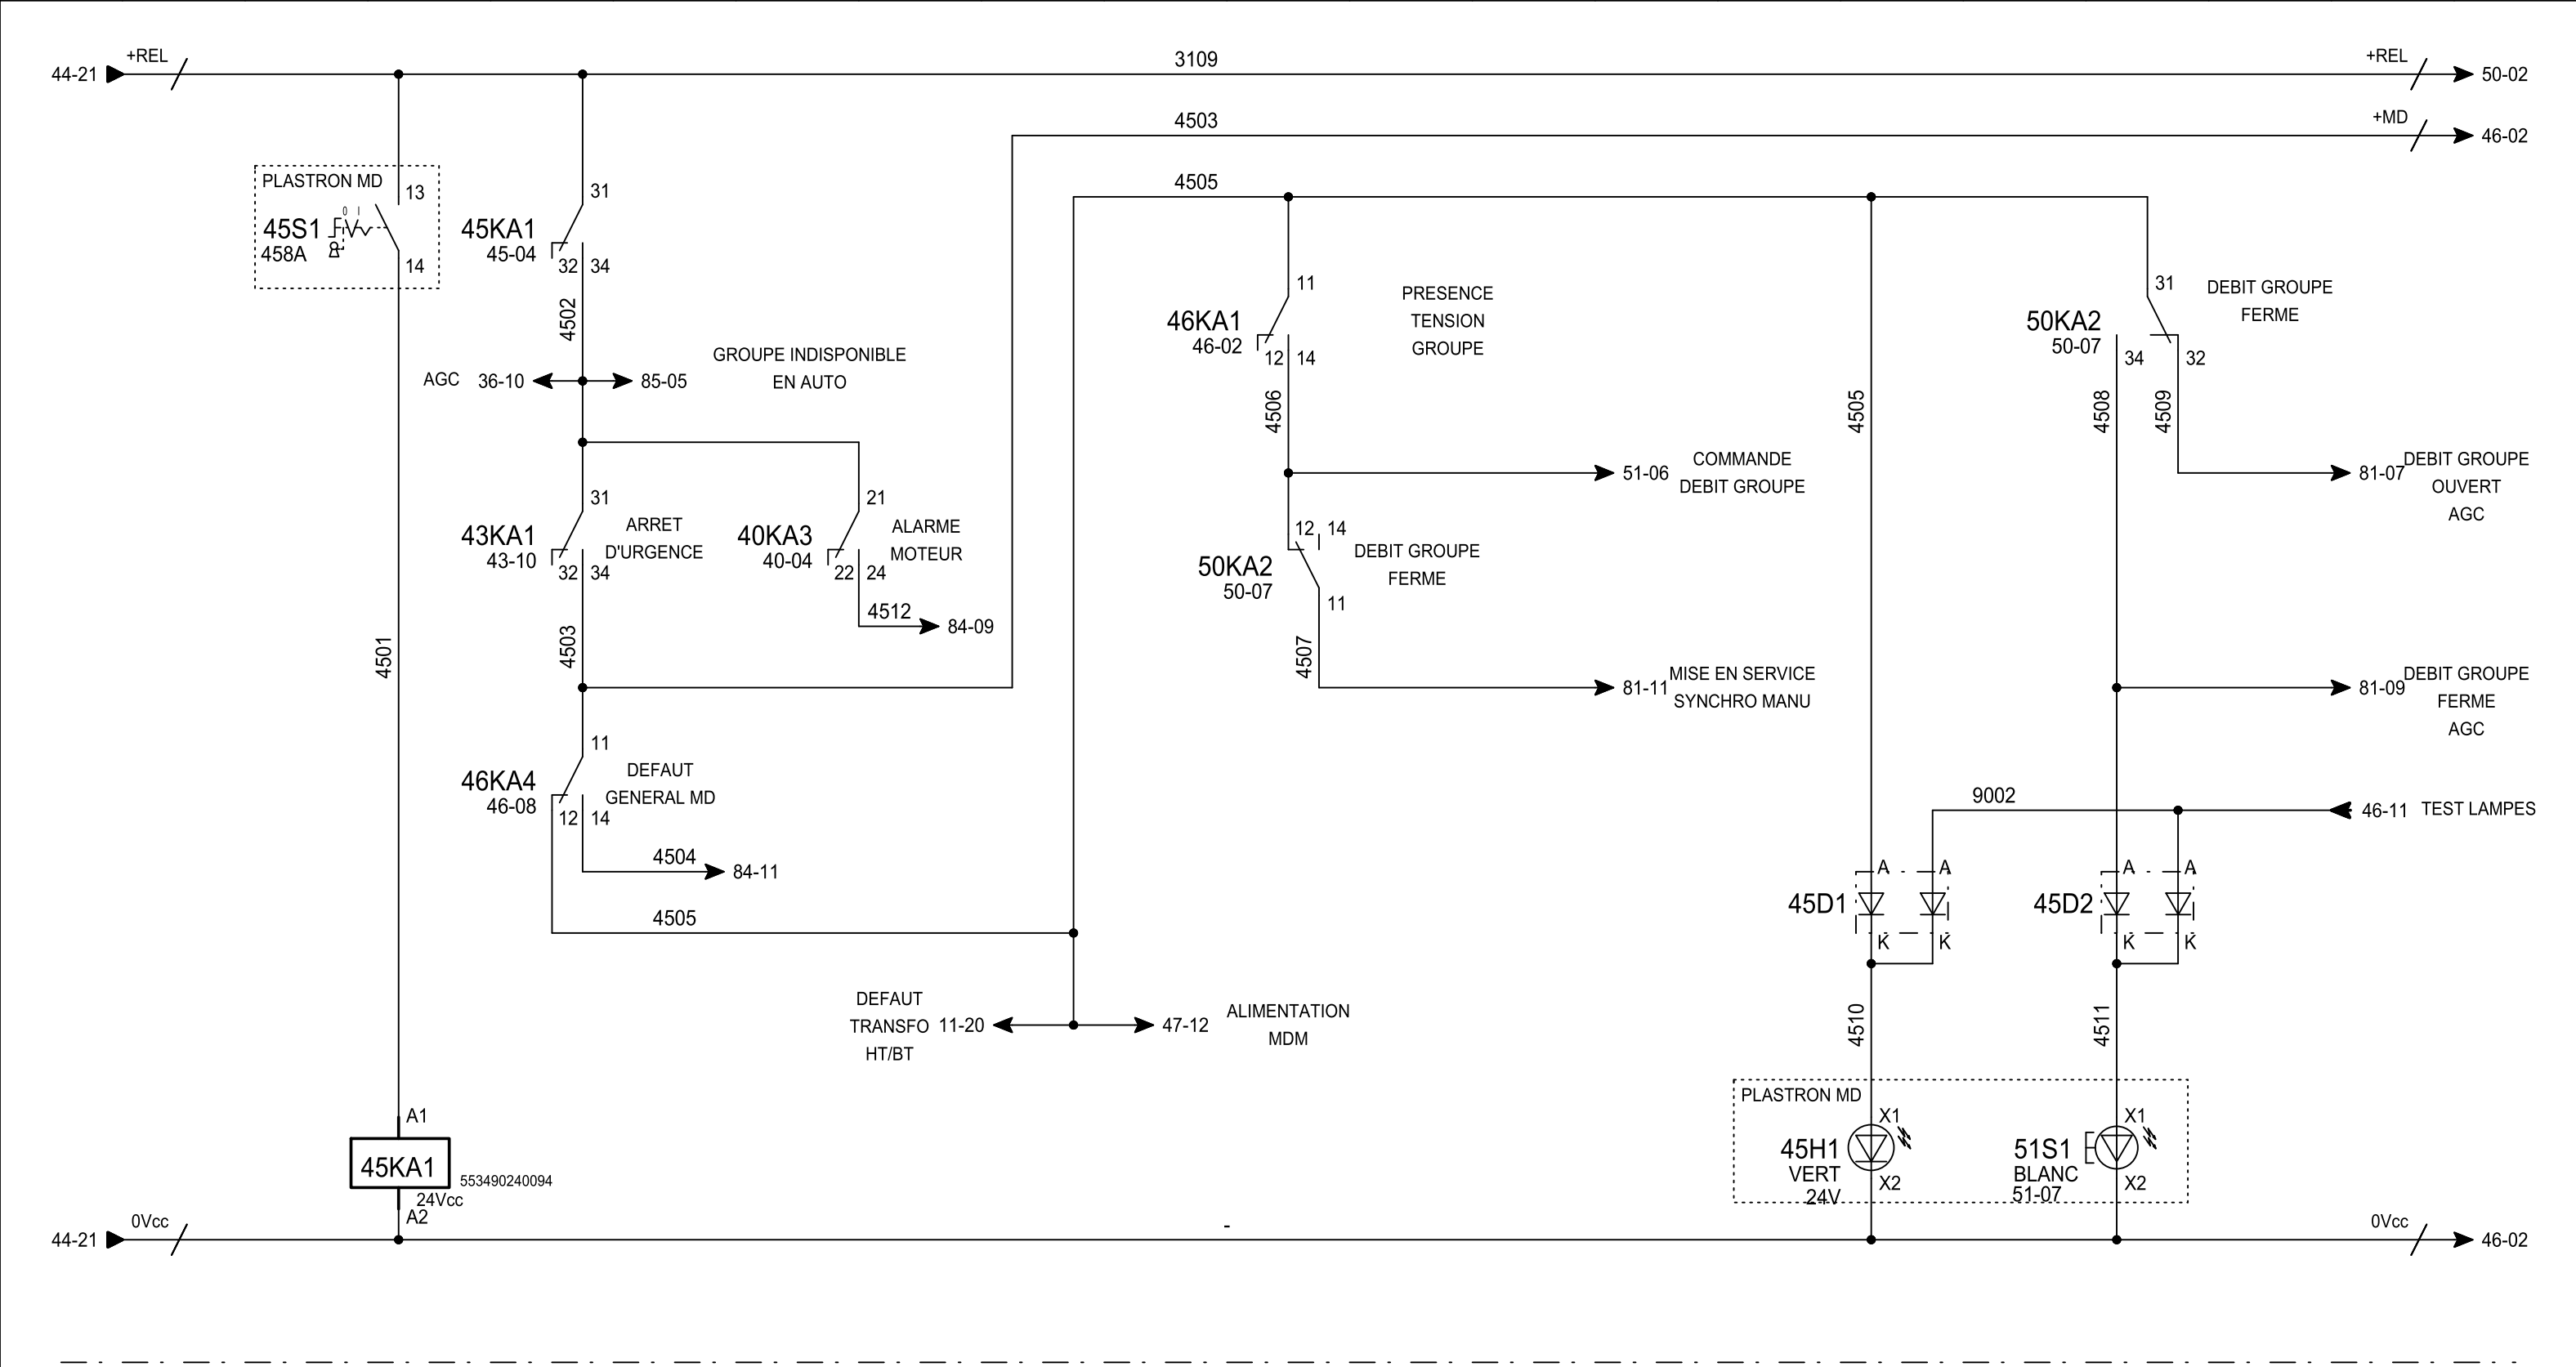 +REL
3109
+REL
44-21
50-02
4503
+MD
46-02
4505
PLASTRON MD
13
45S1
0 I
458A
14
31
45KA1
45-04
32 34
4502
11
46KA1
46-02
12 14
PRESENCE
TENSION
GROUPE
31
DEBIT GROUPE
FERME
50KA2
50-07
34
32
AGC 36-10
85-05
GROUPE INDISPONIBLE
EN AUTO
4506
4505
4508
4509
51-06
COMMANDE
DEBIT GROUPE
81-07
DEBIT GROUPE
OUVERT
AGC
31
43KA1
43-10
32 34
ARRET
D'URGENCE
21
40KA3
40-04
22 24
ALARME
MOTEUR
4512
84-09
12 14
50KA2
50-07
11
DEBIT GROUPE
FERME
4501
4503
4507
81-11
MISE EN SERVICE
SYNCHRO MANU
81-09
DEBIT GROUPE
FERME
AGC
11
46KA4
46-08
12 14
DEFAUT
GENERAL MD
4504
84-11
4505
9002
46-11
TEST LAMPES
A
A
A
A
45D1
45D2
K
K
K
K
DEFAUT
TRANSFO
HT/BT
11-20
47-12
ALIMENTATION
MDM
4510
4511
PLASTRON MD
A1
45KA1
553490240094
24Vcc
A2
X1
45H1
VERT
24V
X2
X1
51S1
BLANC
51-07
X2
0Vcc
44-21
-
0Vcc
46-02